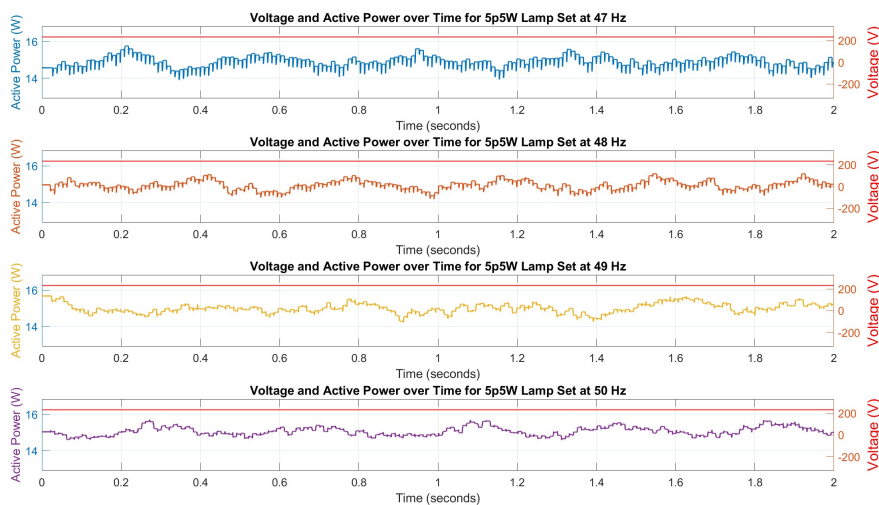 Voltage and Active Power over Time for 5p5W Lamp Set at 47 Hz
Active Power (W)
16
14
200
0
-200
Voltage (V)
0 0.2 0.4 0.6 0.8 1 1.2 1.4 1.6 1.8 2
Time (seconds)
Voltage and Active Power over Time for 5p5W Lamp Set at 48 Hz
Active Power (W)
16
14
200
0
-200
Voltage (V)
0 0.2 0.4 0.6 0.8 1 1.2 1.4 1.6 1.8 2
Time (seconds)
Voltage and Active Power over Time for 5p5W Lamp Set at 49 Hz
Active Power (W)
16
14
200
0
-200
Voltage (V)
0 0.2 0.4 0.6 0.8 1 1.2 1.4 1.6 1.8 2
Time (seconds)
Voltage and Active Power over Time for 5p5W Lamp Set at 50 Hz
Active Power (W)
16
14
200
0
-200
Voltage (V)
0 0.2 0.4 0.6 0.8 1 1.2 1.4 1.6 1.8 2
Time (seconds)